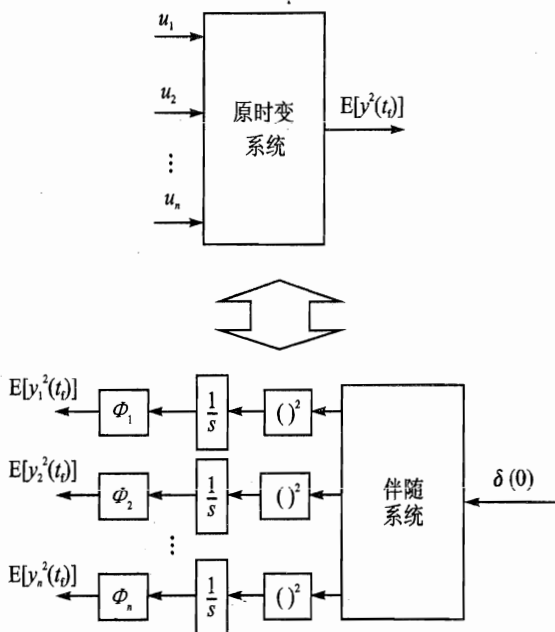 u₁
u₂
⋮
uₙ
原时变
系统
E[y²(t_f)]
E[y₁²(t_f)]
Φ₁
1/s
( )²
E[y₂²(t_f)]
Φ₂
1/s
( )²
⋮
E[yₙ²(t_f)]
Φₙ
1/s
( )²
伴随
系统
δ(0)